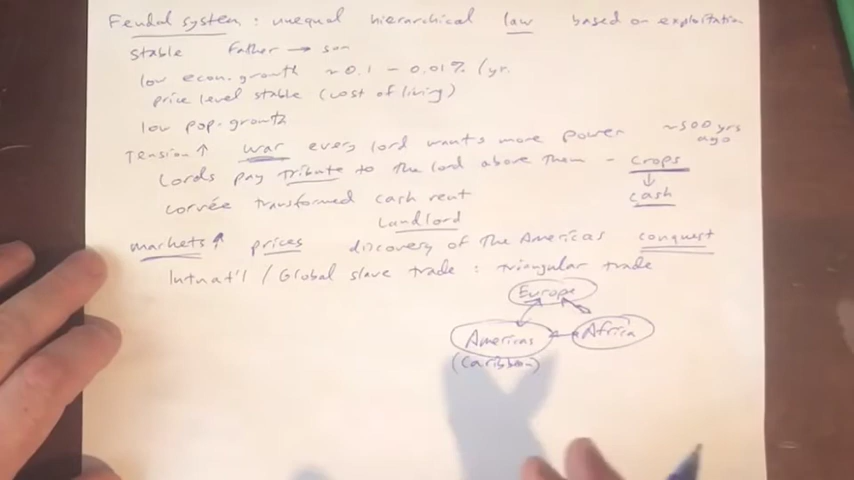 Feudal system : unequal hierarchical law based on exploitation
stable Father → son
low econ. growth ~0.1 - 0.01% /yr.
price level stable (cost of living)
low pop. growth
Tension ↑ war every lord wants more power ~500 yrs ago
Lords pay tribute to the lord above them - crops
↓
corvée transformed cash rent cash
Landlord
markets ↑ prices discovery of the Americas conquest
Intnat'l / Global slave trade : triangular trade
Europe
Americas Africa
(Caribbean)